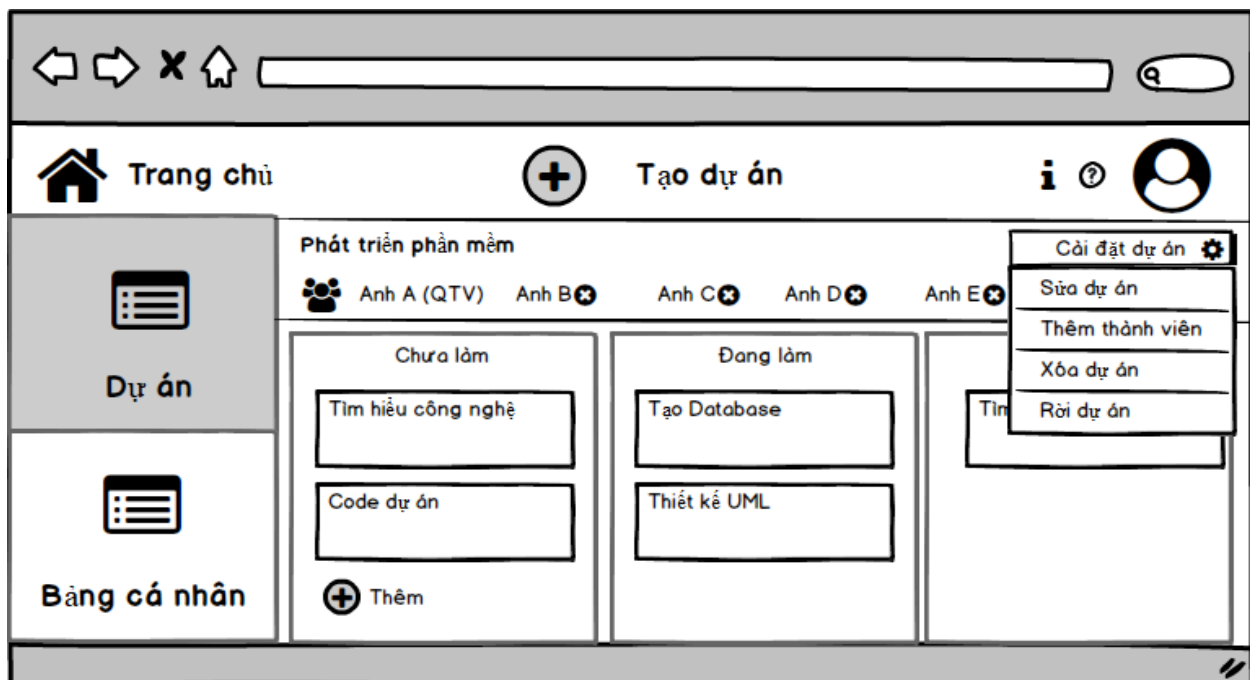 Trang chủ
Tạo dự án
Phát triển phần mềm
Cài đặt dự án
Anh A (QTV) Anh B Anh C Anh D Anh E
Sửa dự án
Thêm thành viên
Xóa dự án
Rời dự án
Dự án
Bảng cá nhân
Chưa làm
Tìm hiểu công nghệ
Code dự án
Thêm
Đang làm
Tạo Database
Thiết kế UML